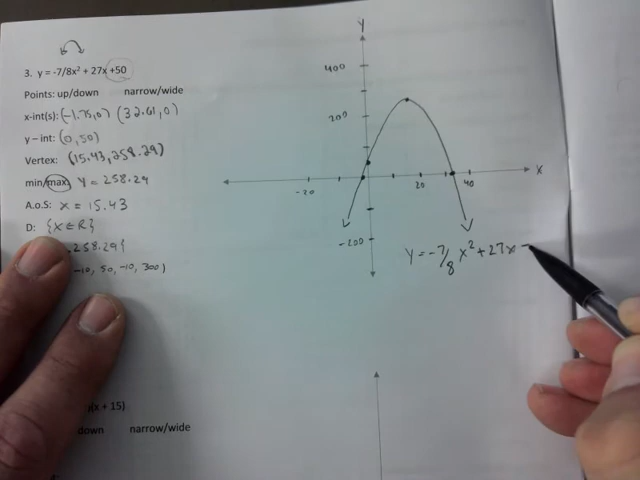 3. y = -7/8x² + 27x +50
Points: up/down narrow/wide
x-int(s): (-1.75,0) (32.61,0)
y – int: (0,50)
Vertex: (15.43,258.29)
min/max, Y = 258.29
A.o.S: X = 15.43
D: {X∈R}
258.29}
-10, 50, -10, 300)
)(x + 15)
down narrow/wide
Y
400
200
-20
20
40
X
-200
Y = -7/8 X² + 27X